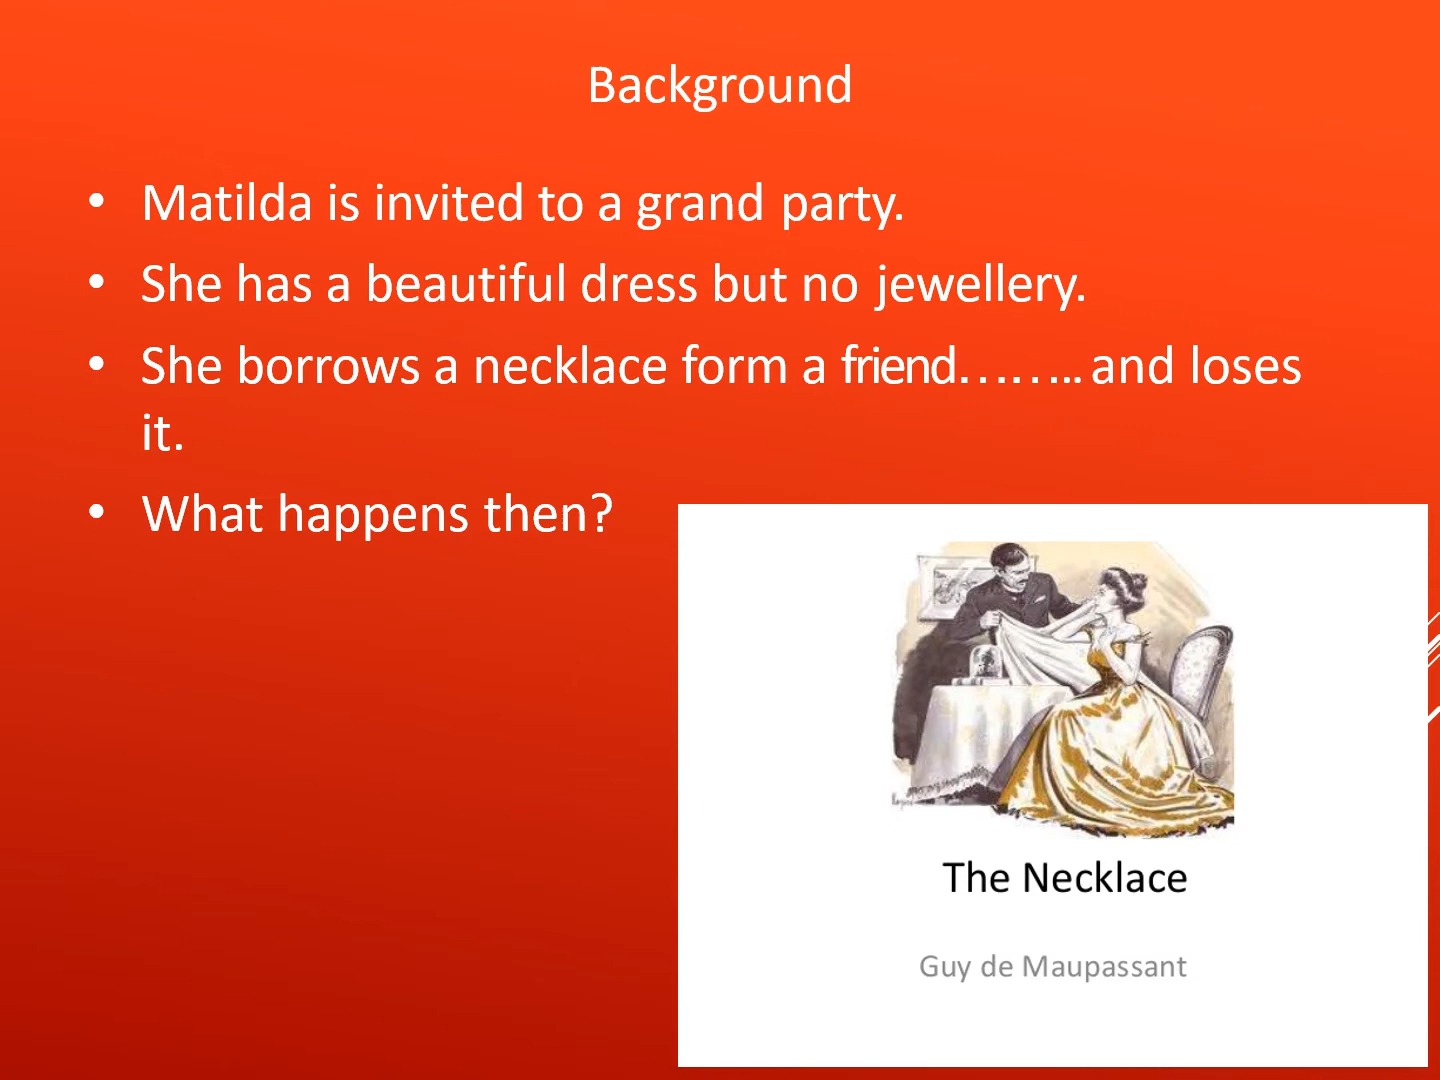 Background
• Matilda is invited to a grand party.
• She has a beautiful dress but no jewellery.
• She borrows a necklace form a friend…….. and loses
it.
• What happens then?
The Necklace
Guy de Maupassant